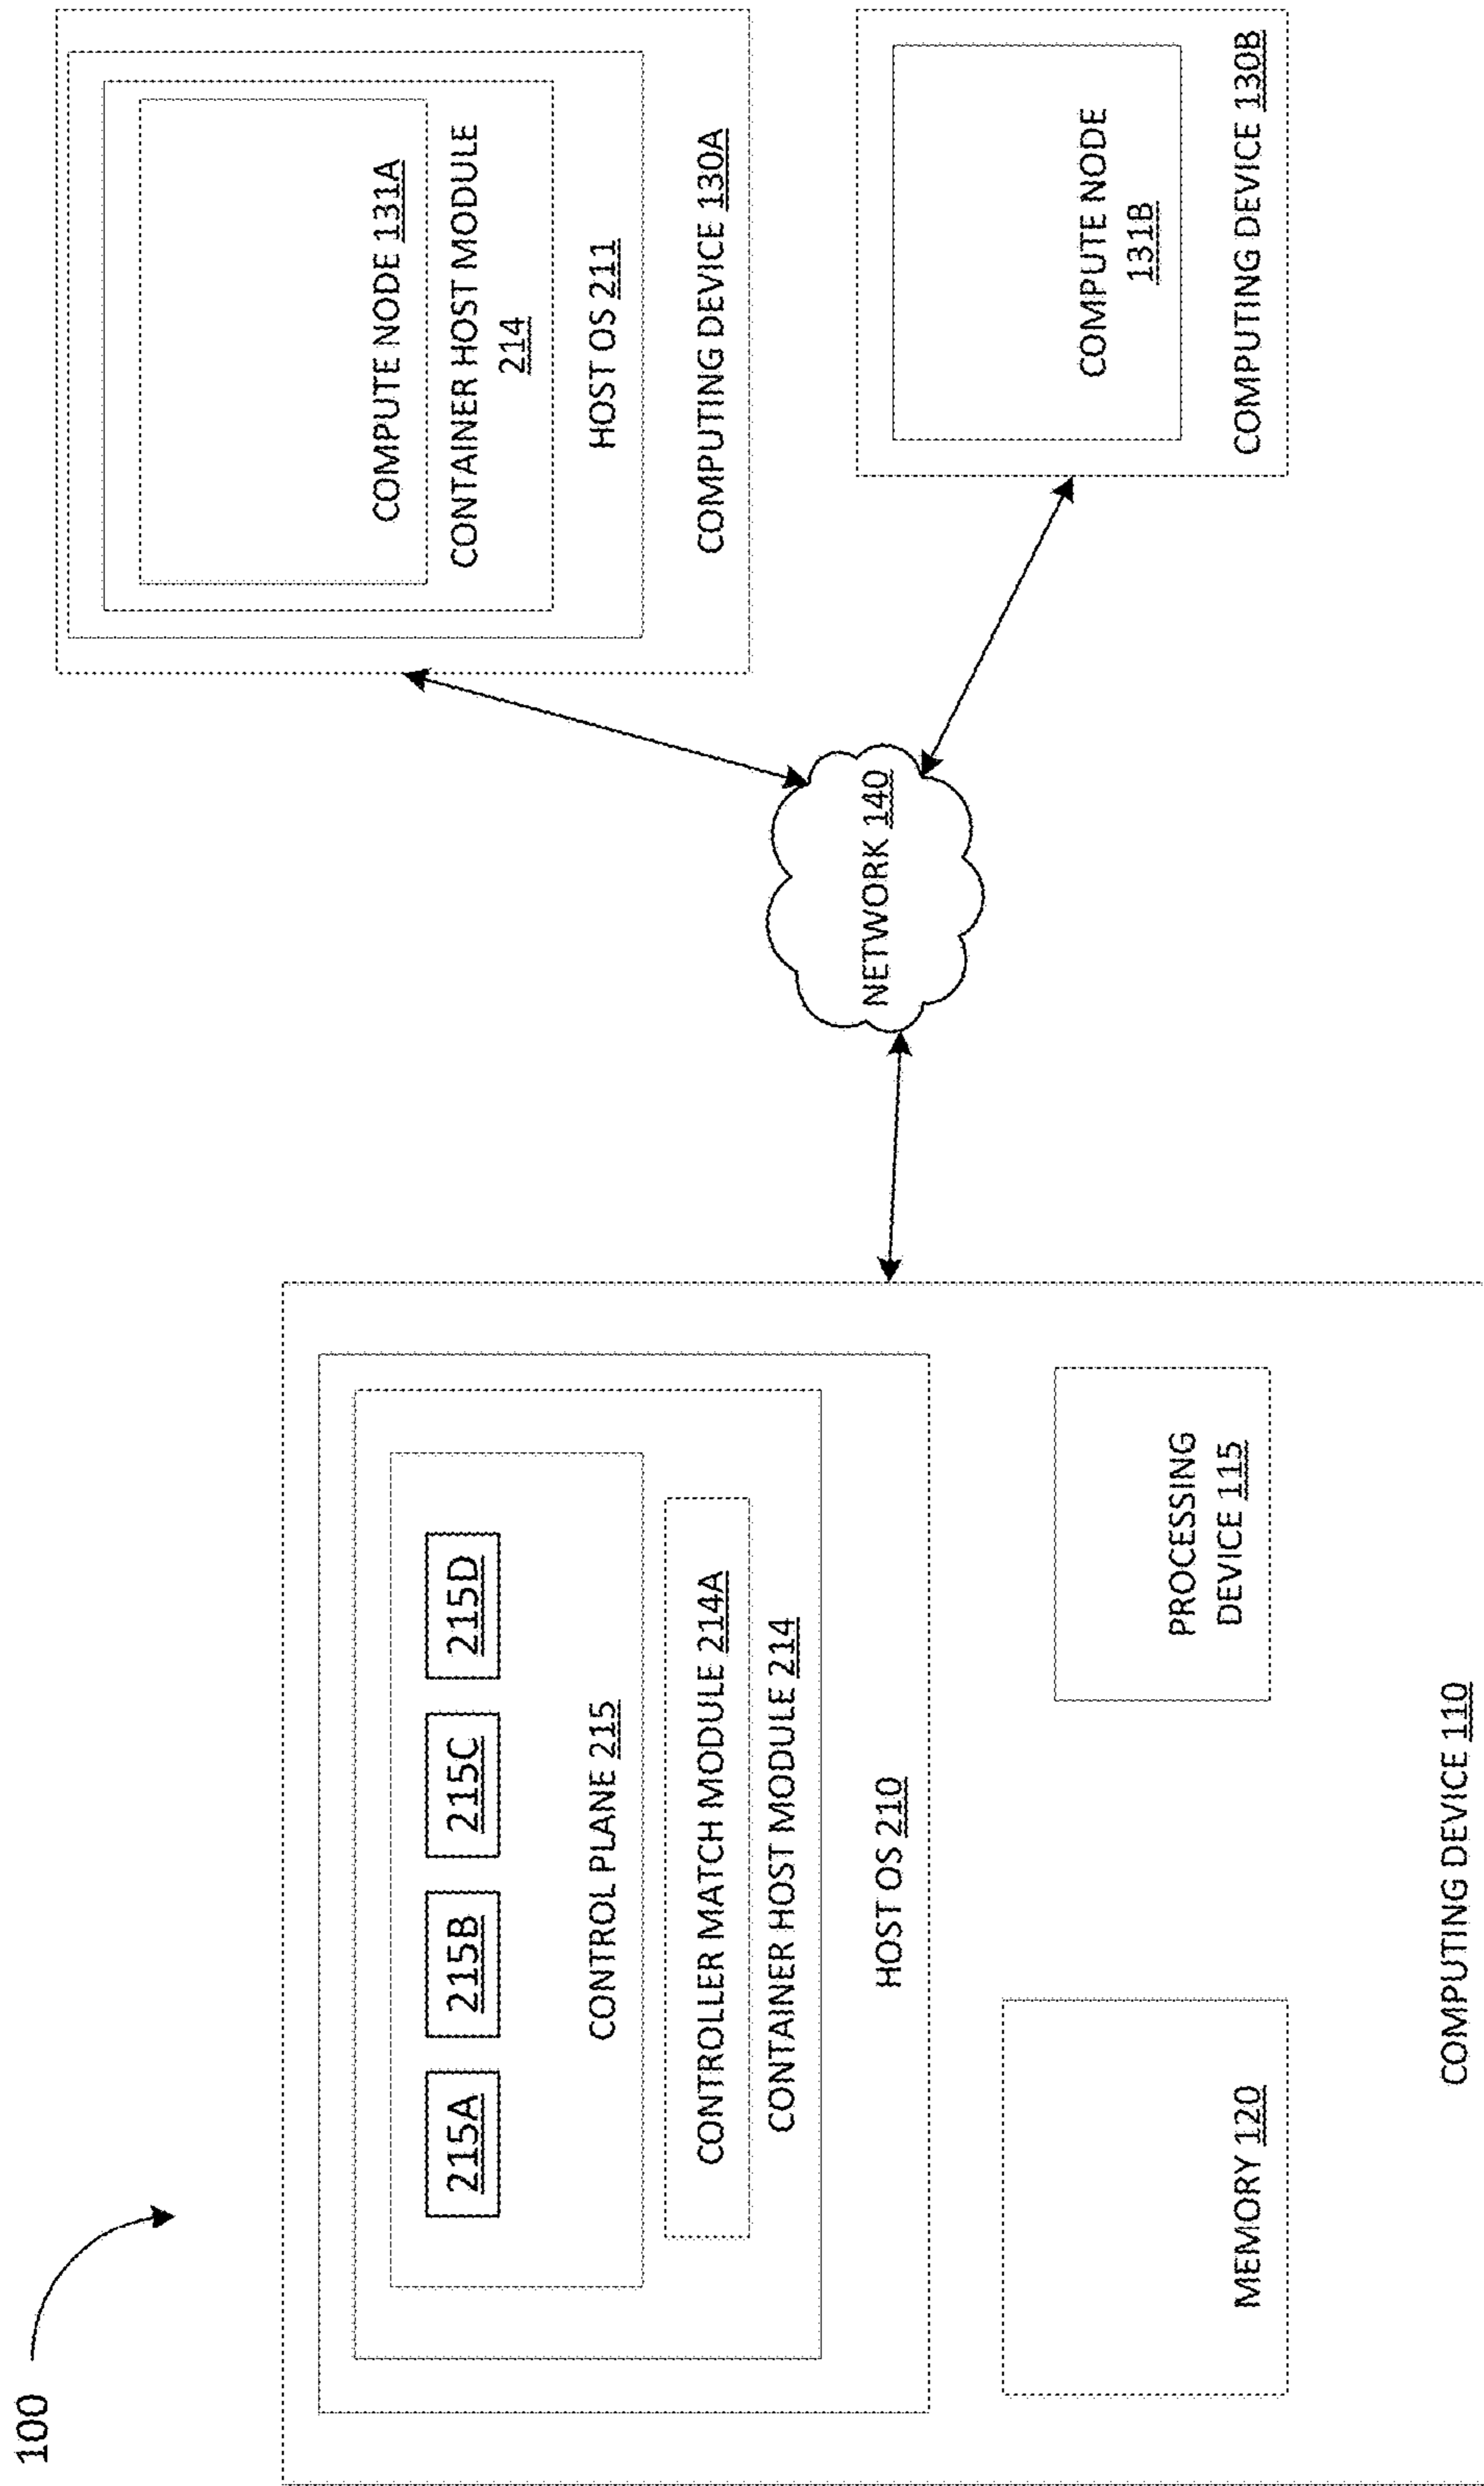 100
215A
215B
215C
215D
CONTROL PLANE 215
CONTROLLER MATCH MODULE 214A
CONTAINER HOST MODULE 214
HOST OS 210
MEMORY 120
PROCESSING
DEVICE 115
COMPUTING DEVICE 110
NETWORK 140
COMPUTE NODE 131A
CONTAINER HOST MODULE
214
HOST OS 211
COMPUTING DEVICE 130A
COMPUTE NODE
131B
COMPUTING DEVICE 130B